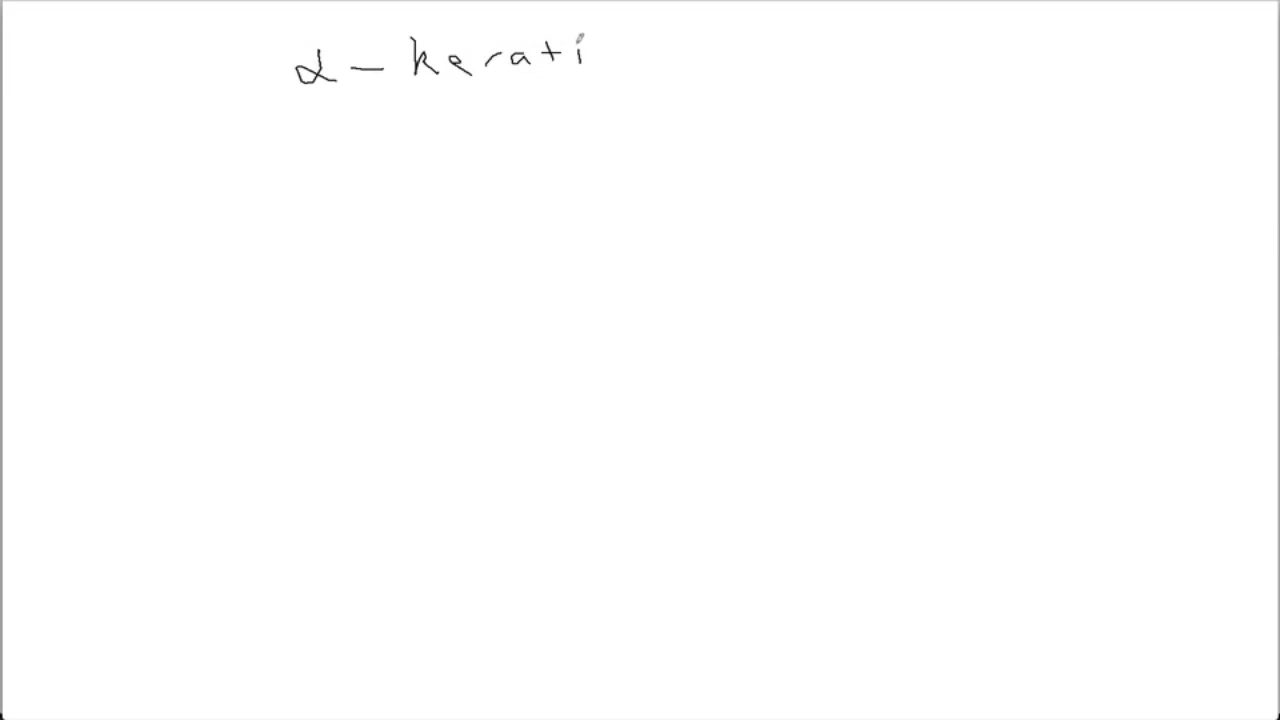 α – kerati